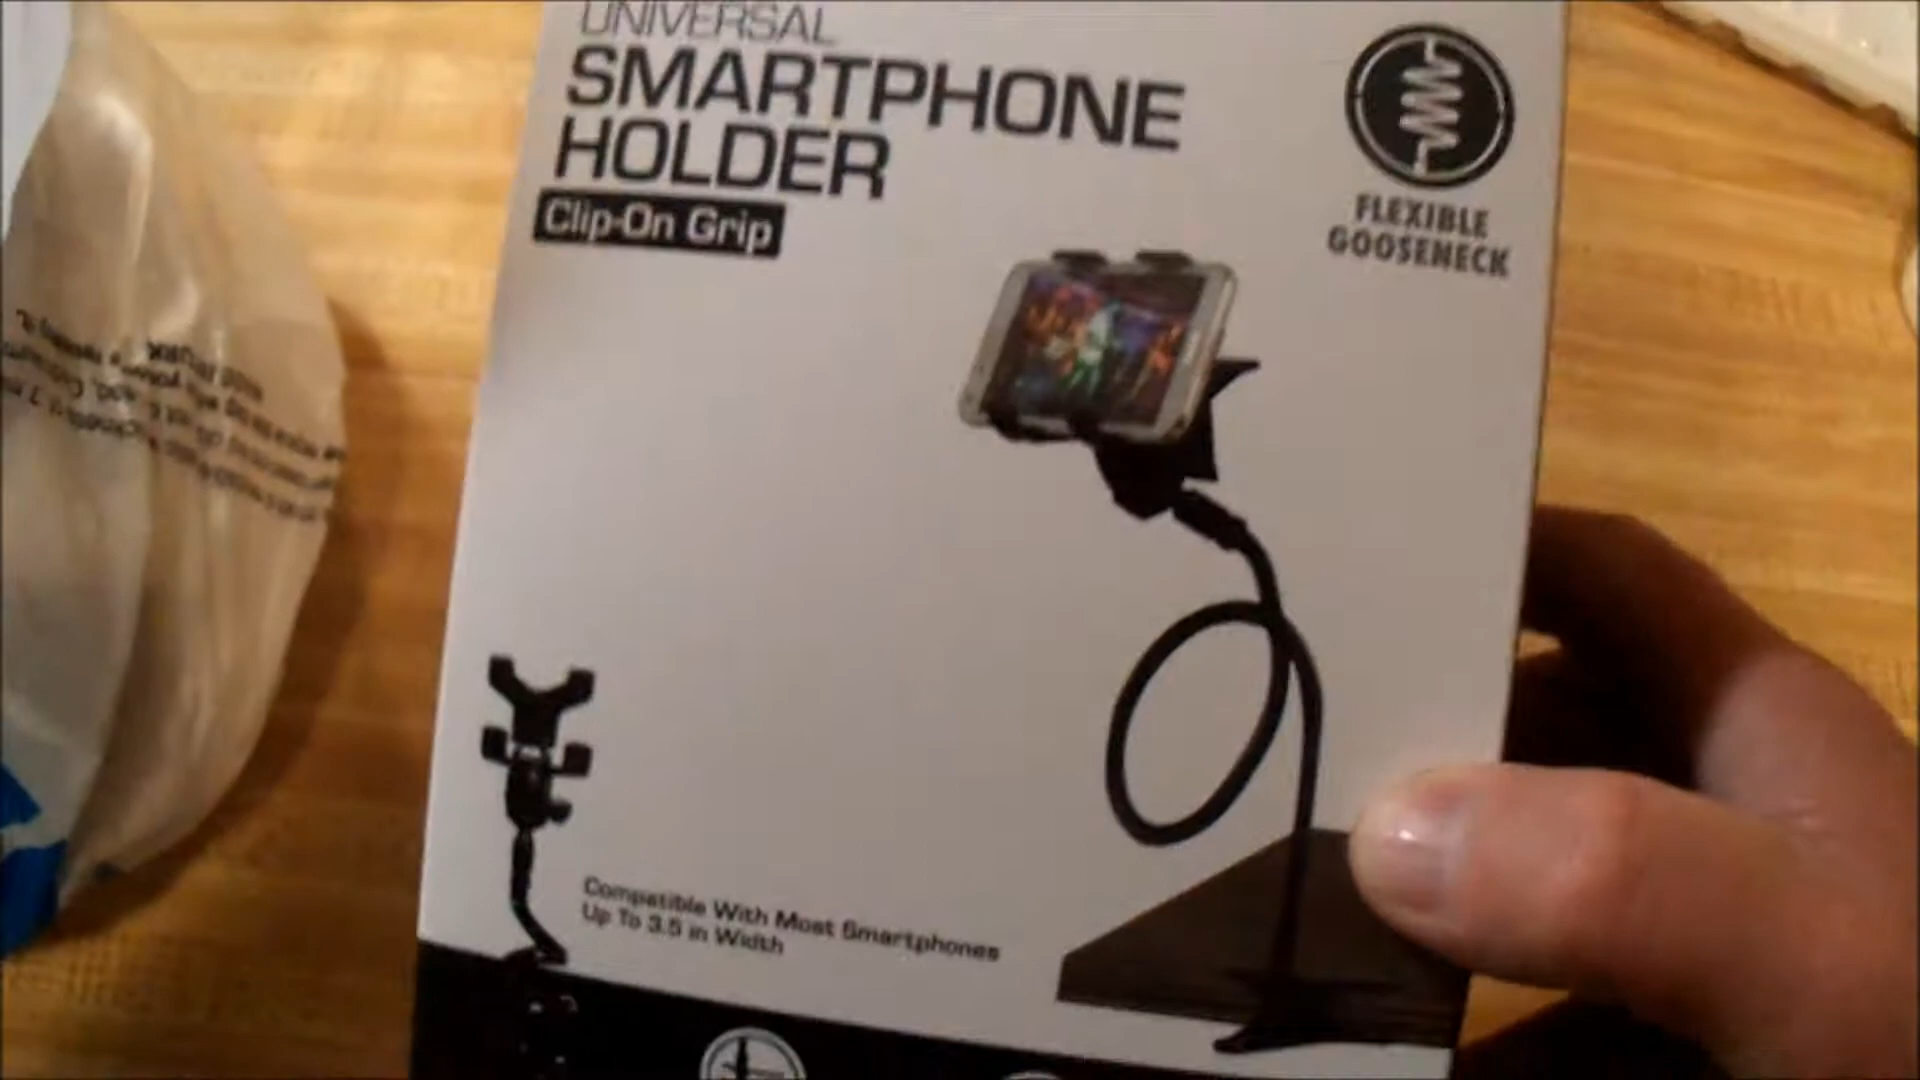 UNIVERSAL
SMARTPHONE
HOLDER
Clip-On Grip
FLEXIBLE
GOOSENECK
Compatible With Most Smartphones
Up To 3.5 in Width